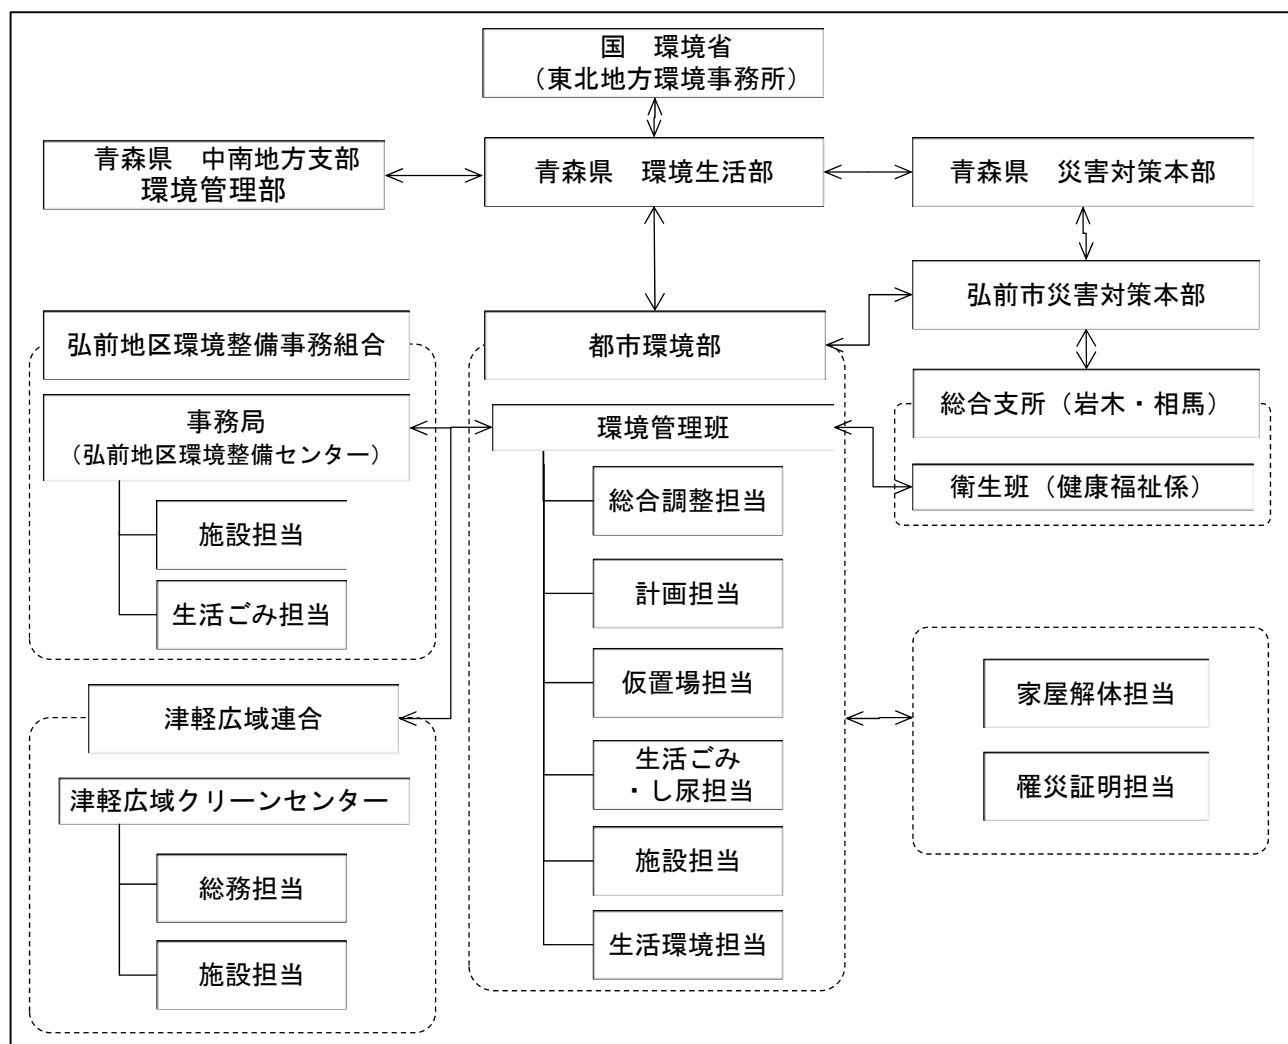 国　環境省
（東北地方環境事務所）
青森県　中南地方支部
環境管理部
青森県　環境生活部
青森県　災害対策本部
弘前市災害対策本部
弘前地区環境整備事務組合
都市環境部
総合支所（岩木・相馬）
事務局
（弘前地区環境整備センター）
環境管理班
衛生班（健康福祉係）
施設担当
生活ごみ担当
総合調整担当
計画担当
仮置場担当
生活ごみ
・し尿担当
施設担当
生活環境担当
家屋解体担当
罹災証明担当
津軽広域連合
津軽広域クリーンセンター
総務担当
施設担当